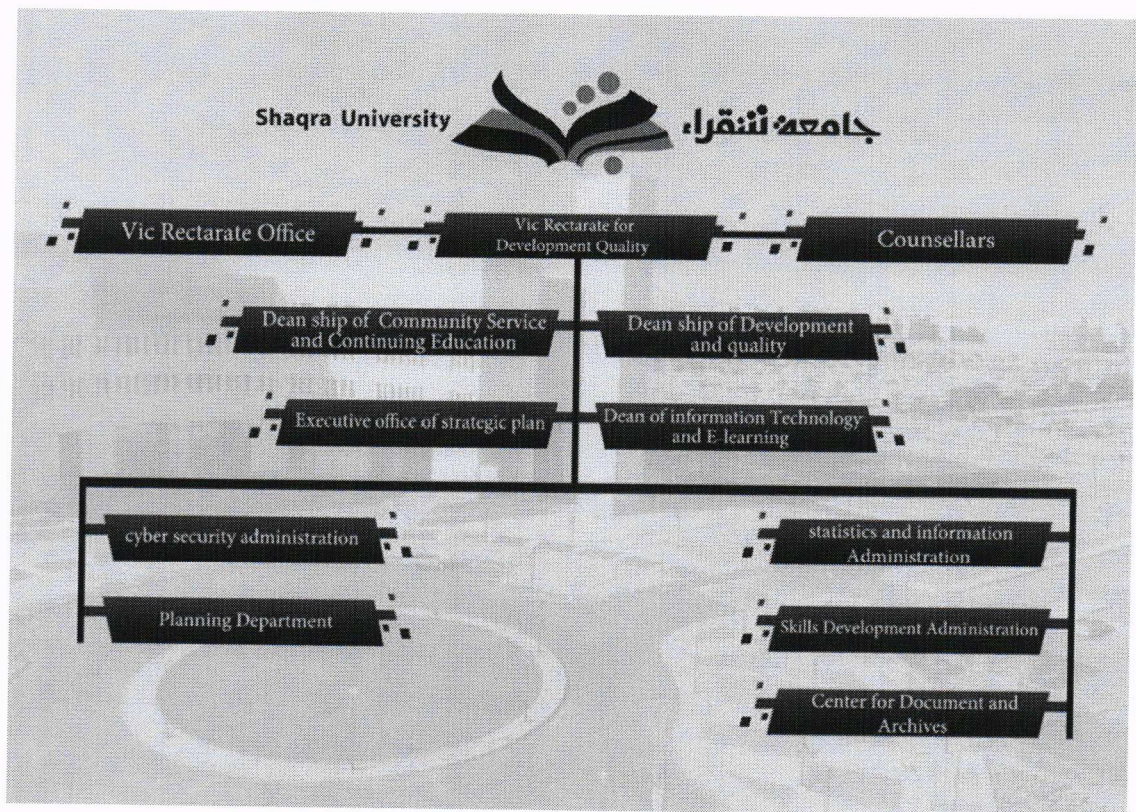 Shaqra University
جامعة شقراء
Vic Rectarate Office
Vic Rectarate for
Development Quality
Counsellars
Dean ship of Community Service
and Continuing Education
Dean ship of Development
and quality
Executive office of strategic plan
Dean of information Technology
and E-learning
cyber security administration
statistics and information
Administration
Planning Department
Skills Development Administration
Center for Document and
Archives